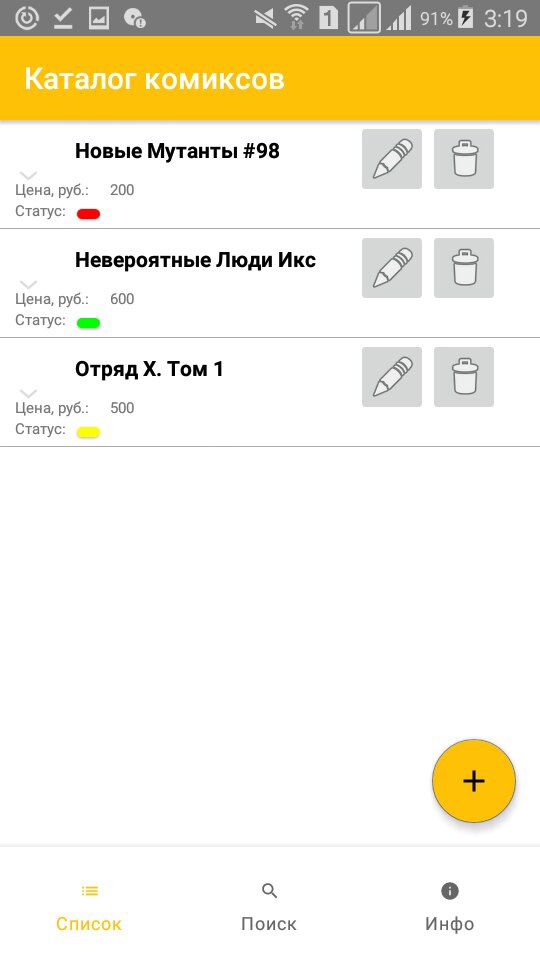 1 91% 3:19
Каталог комиксов
Новые Мутанты #98
Цена, руб.: 200
Статус:
Невероятные Люди Икс
Цена, руб.: 600
Статус:
Отряд Х. Том 1
Цена, руб.: 500
Статус:
+
Список Поиск Инфо